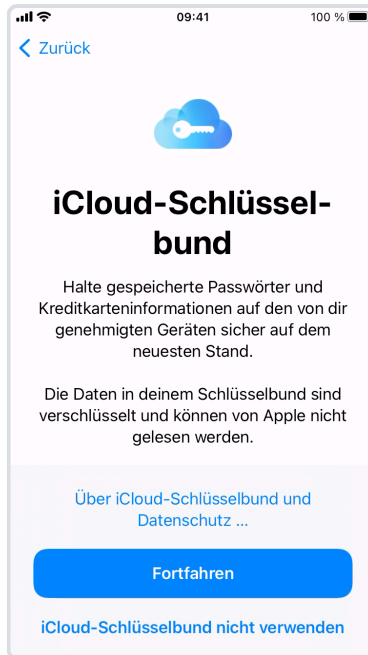 09:41
100 %
Zurück
iCloud-Schlüssel-
bund
Halte gespeicherte Passwörter und
Kreditkarteninformationen auf den von dir
genehmigten Geräten sicher auf dem
neuesten Stand.
Die Daten in deinem Schlüsselbund sind
verschlüsselt und können von Apple nicht
gelesen werden.
Über iCloud-Schlüsselbund und
Datenschutz ...
Fortfahren
iCloud-Schlüsselbund nicht verwenden